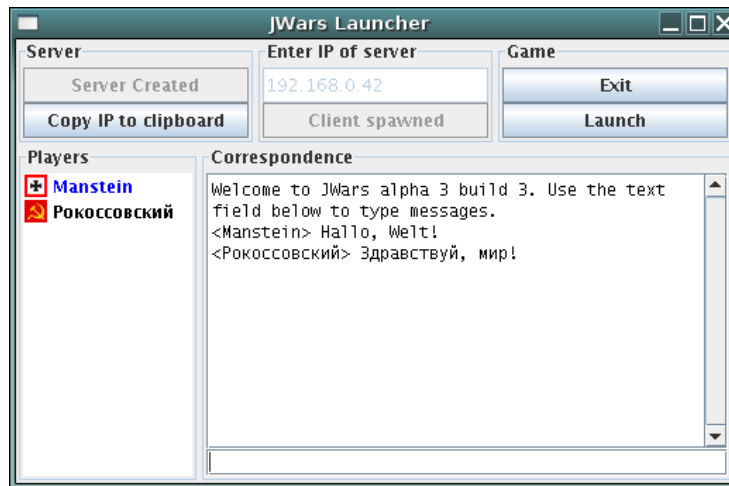 JWars Launcher
Server
Enter IP of server
Game
Server Created
192.168.0.42
Exit
Copy IP to clipboard
Client spawned
Launch
Players
Correspondence
Manstein
Рокоссовский
Welcome to JWars alpha 3 build 3. Use the text
field below to type messages.
<Manstein> Hallo, Welt!
<Рокоссовский> Здравствуй, мир!